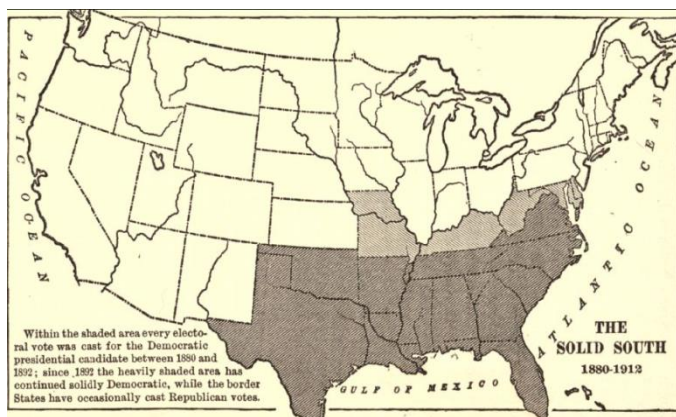 PACIFIC OCEAN
ATLANTIC OCEAN
Within the shaded area every electo-
ral vote was cast for the Democratic
presidential candidate between 1880 and
1892; since 1892 the heavily shaded area has
continued solidly Democratic, while the border
States have occasionally cast Republican votes.
GULF OF MEXICO
THE
SOLID SOUTH
1880-1912